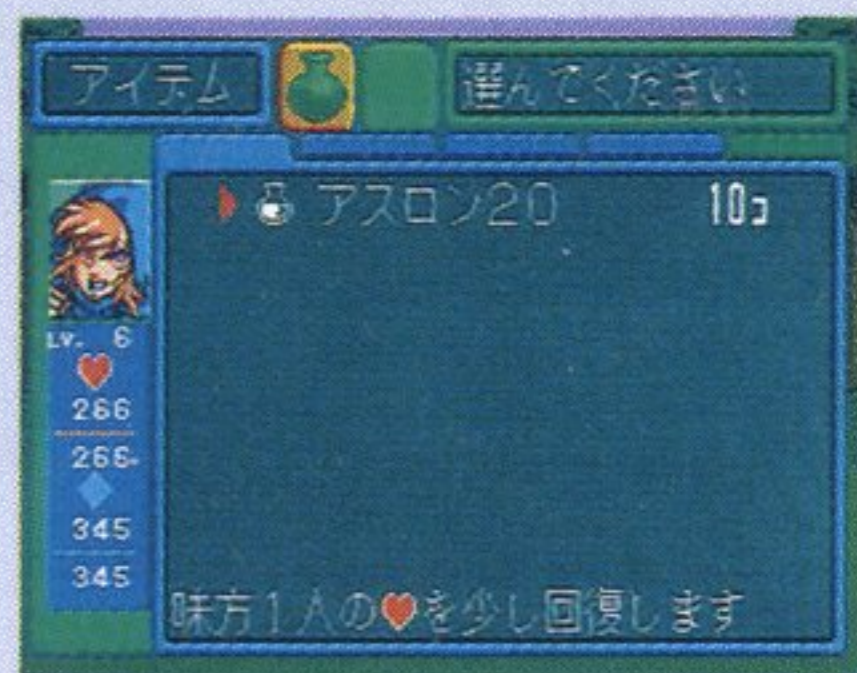 アイテム
選んでください
アスロン20 10コ
Lv. 6
266
266
345
345
味方1人の♥を少し回復します